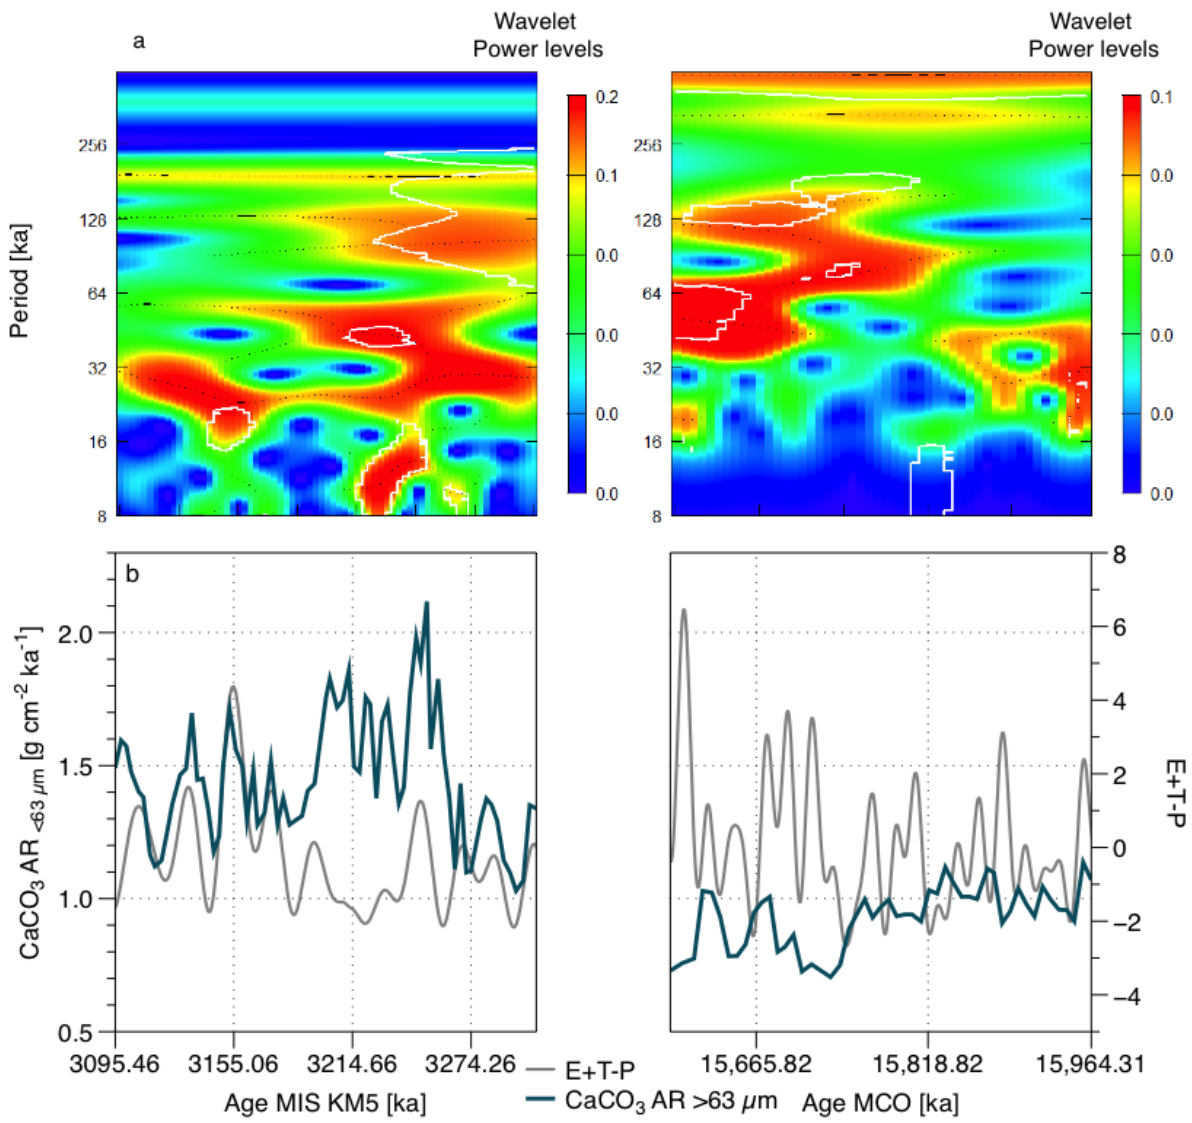 a
Wavelet
Power levels
Wavelet
Power levels
Period [ka]
256
128
64
32
16
8
0.2
0.1
0.0
0.0
0.0
0.0
256
128
64
32
16
8
0.1
0.0
0.0
0.0
0.0
0.0
b
CaCO₃ AR <63 µm [g cm⁻² ka⁻¹]
2.0
1.5
1.0
0.5
8
6
4
2
0
−2
−4
E+T-P
3095.46 3155.06 3214.66 3274.26
15,665.82 15,818.82 15,964.31
Age MIS KM5 [ka]
E+T-P
CaCO₃ AR >63 µm
Age MCO [ka]